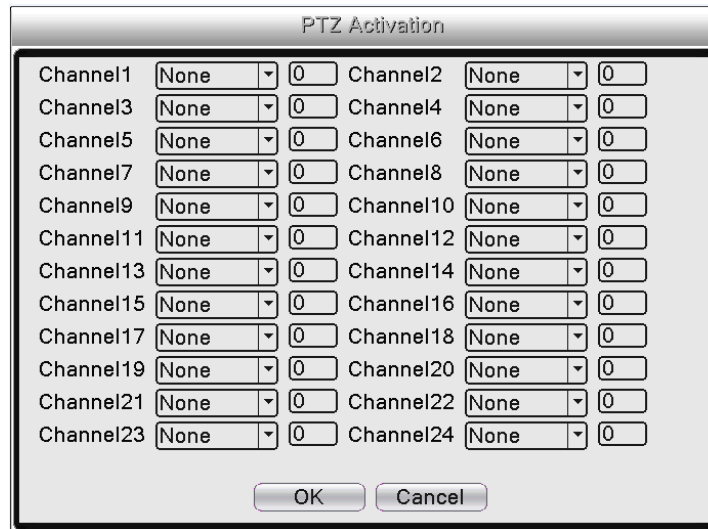 PTZ Activation
Channel1 None 0 Channel2 None 0
Channel3 None 0 Channel4 None 0
Channel5 None 0 Channel6 None 0
Channel7 None 0 Channel8 None 0
Channel9 None 0 Channel10 None 0
Channel11 None 0 Channel12 None 0
Channel13 None 0 Channel14 None 0
Channel15 None 0 Channel16 None 0
Channel17 None 0 Channel18 None 0
Channel19 None 0 Channel20 None 0
Channel21 None 0 Channel22 None 0
Channel23 None 0 Channel24 None 0
OK Cancel